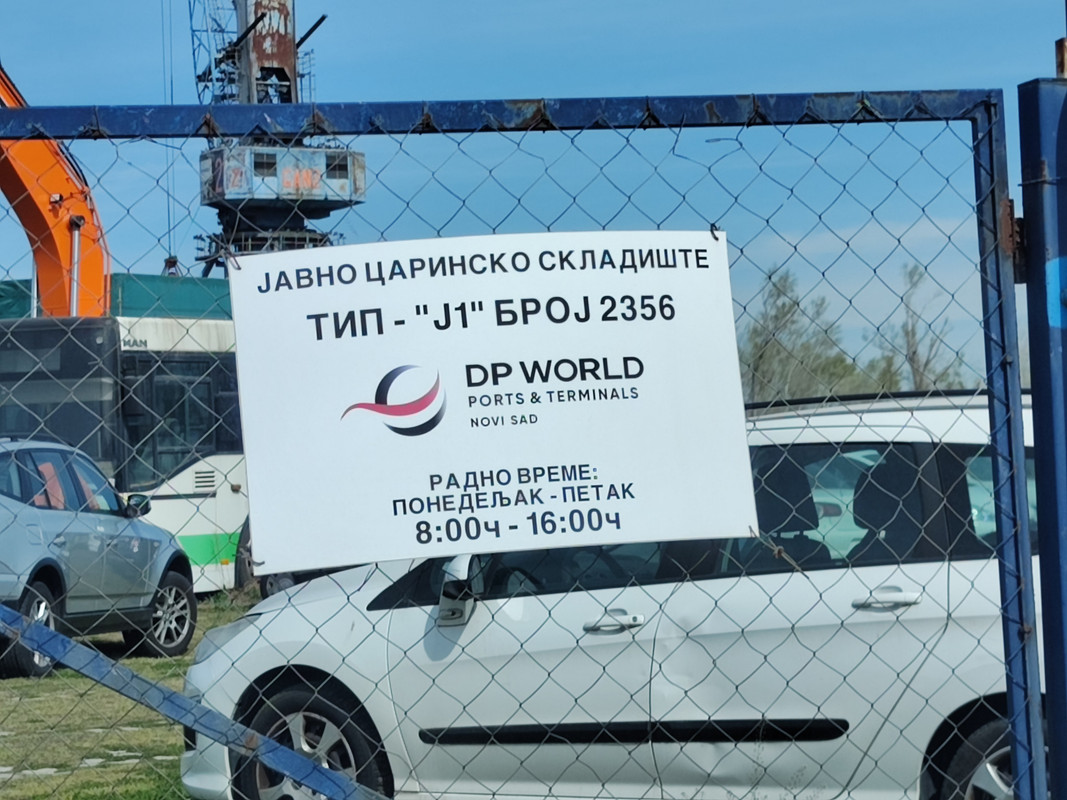 ЈАВНО ЦАРИНСКО СКЛАДИШТЕ
ТИП - "Ј1" БРОЈ 2356
DP WORLD
PORTS & TERMINALS
NOVI SAD
РАДНО ВРЕМЕ:
ПОНЕДЕЉАК - ПЕТАК
8:00ч - 16:00ч
MAN